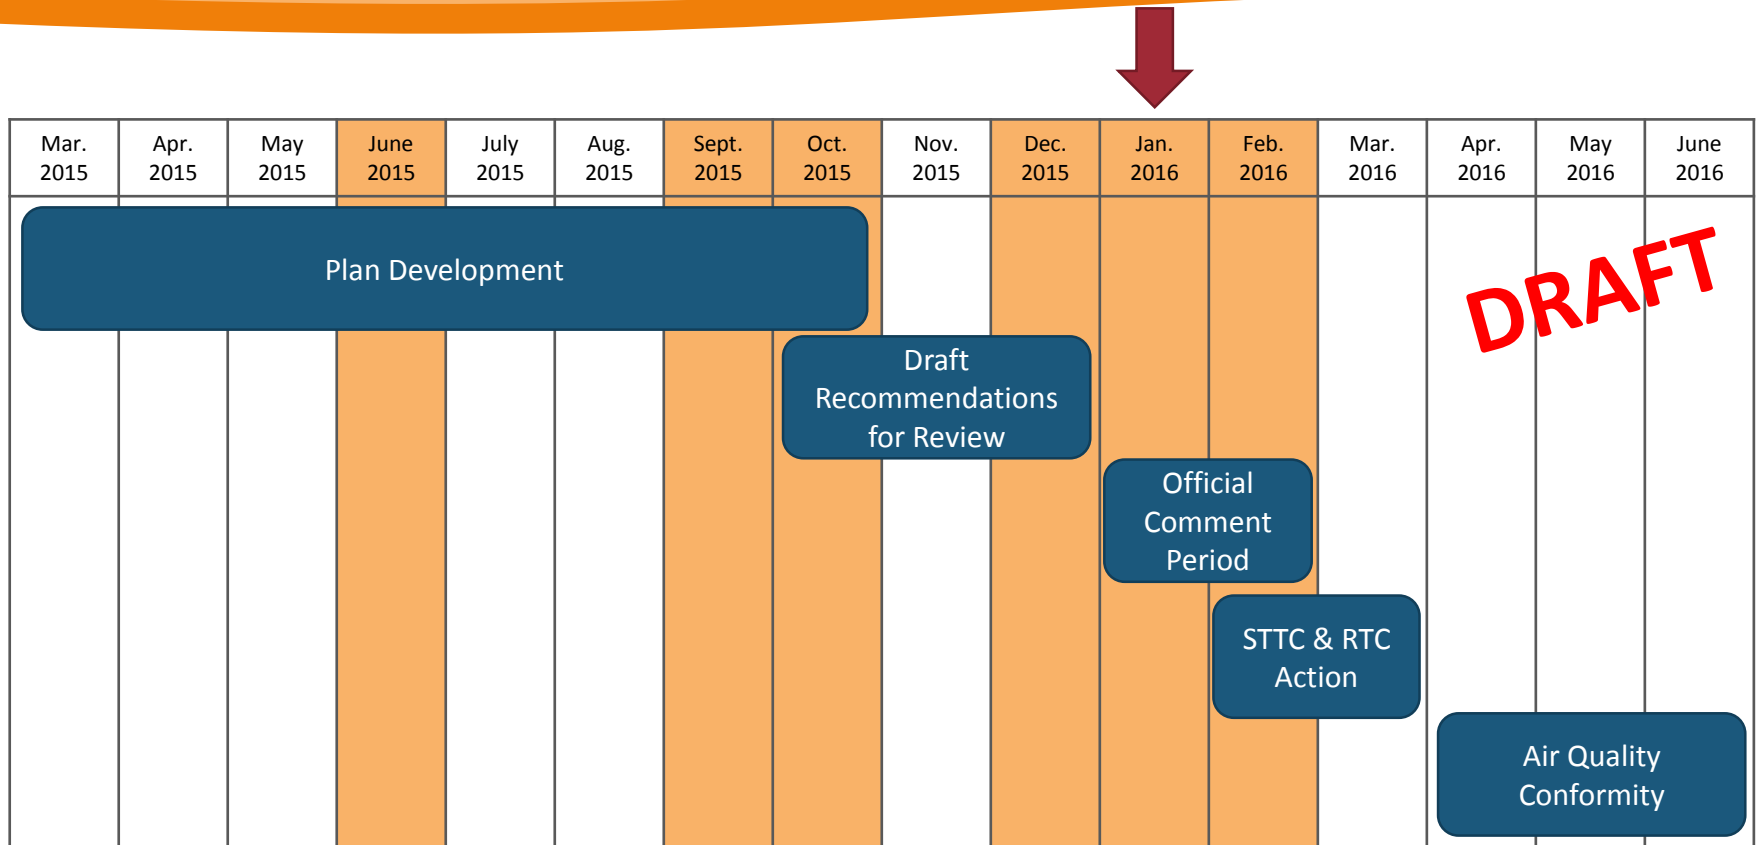 Mar. Apr. May June July Aug. Sept. Oct. Nov. Dec. Jan. Feb. Mar. Apr. May June
2015 2015 2015 2015 2015 2015 2015 2015 2015 2015 2016 2016 2016 2016 2016 2016
Plan Development
DRAFT
Draft
Recommendations
for Review
Official
Comment
Period
STTC & RTC
Action
Air Quality
Conformity